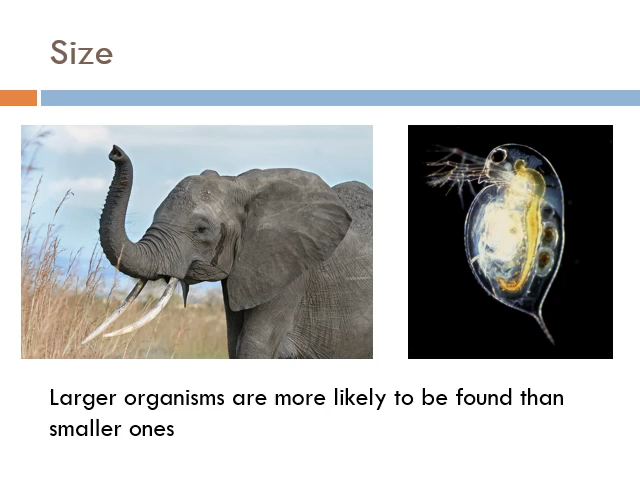 Size
Larger organisms are more likely to be found than
smaller ones